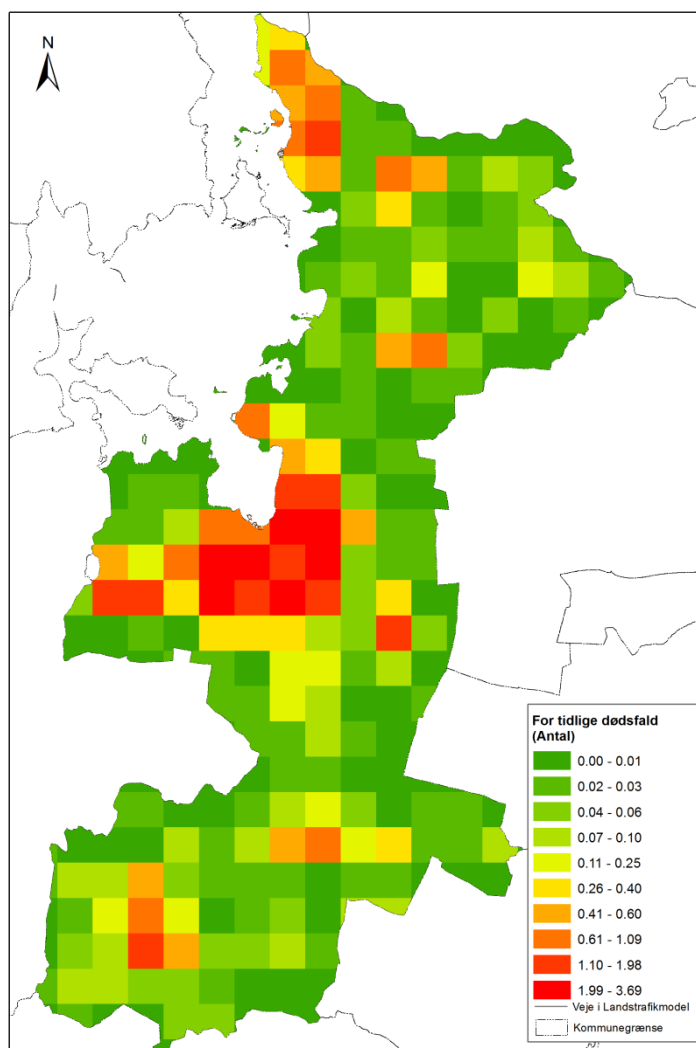 N
For tidlige dødsfald
(Antal)
0.00 - 0.01
0.02 - 0.03
0.04 - 0.06
0.07 - 0.10
0.11 - 0.25
0.26 - 0.40
0.41 - 0.60
0.61 - 1.09
1.10 - 1.98
1.99 - 3.69
Veje i Landstrafikmodel
Kommunegrænse